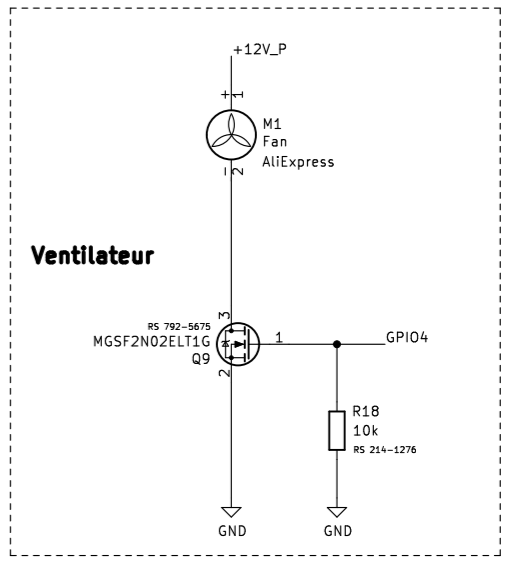 +12V_P
+
1
M1
Fan
AliExpress
–
2
Ventilateur
3
RS 792-5675
MGSF2N02ELT1G
Q9
1
GPIO4
2
R18
10k
RS 214-1276
GND
GND